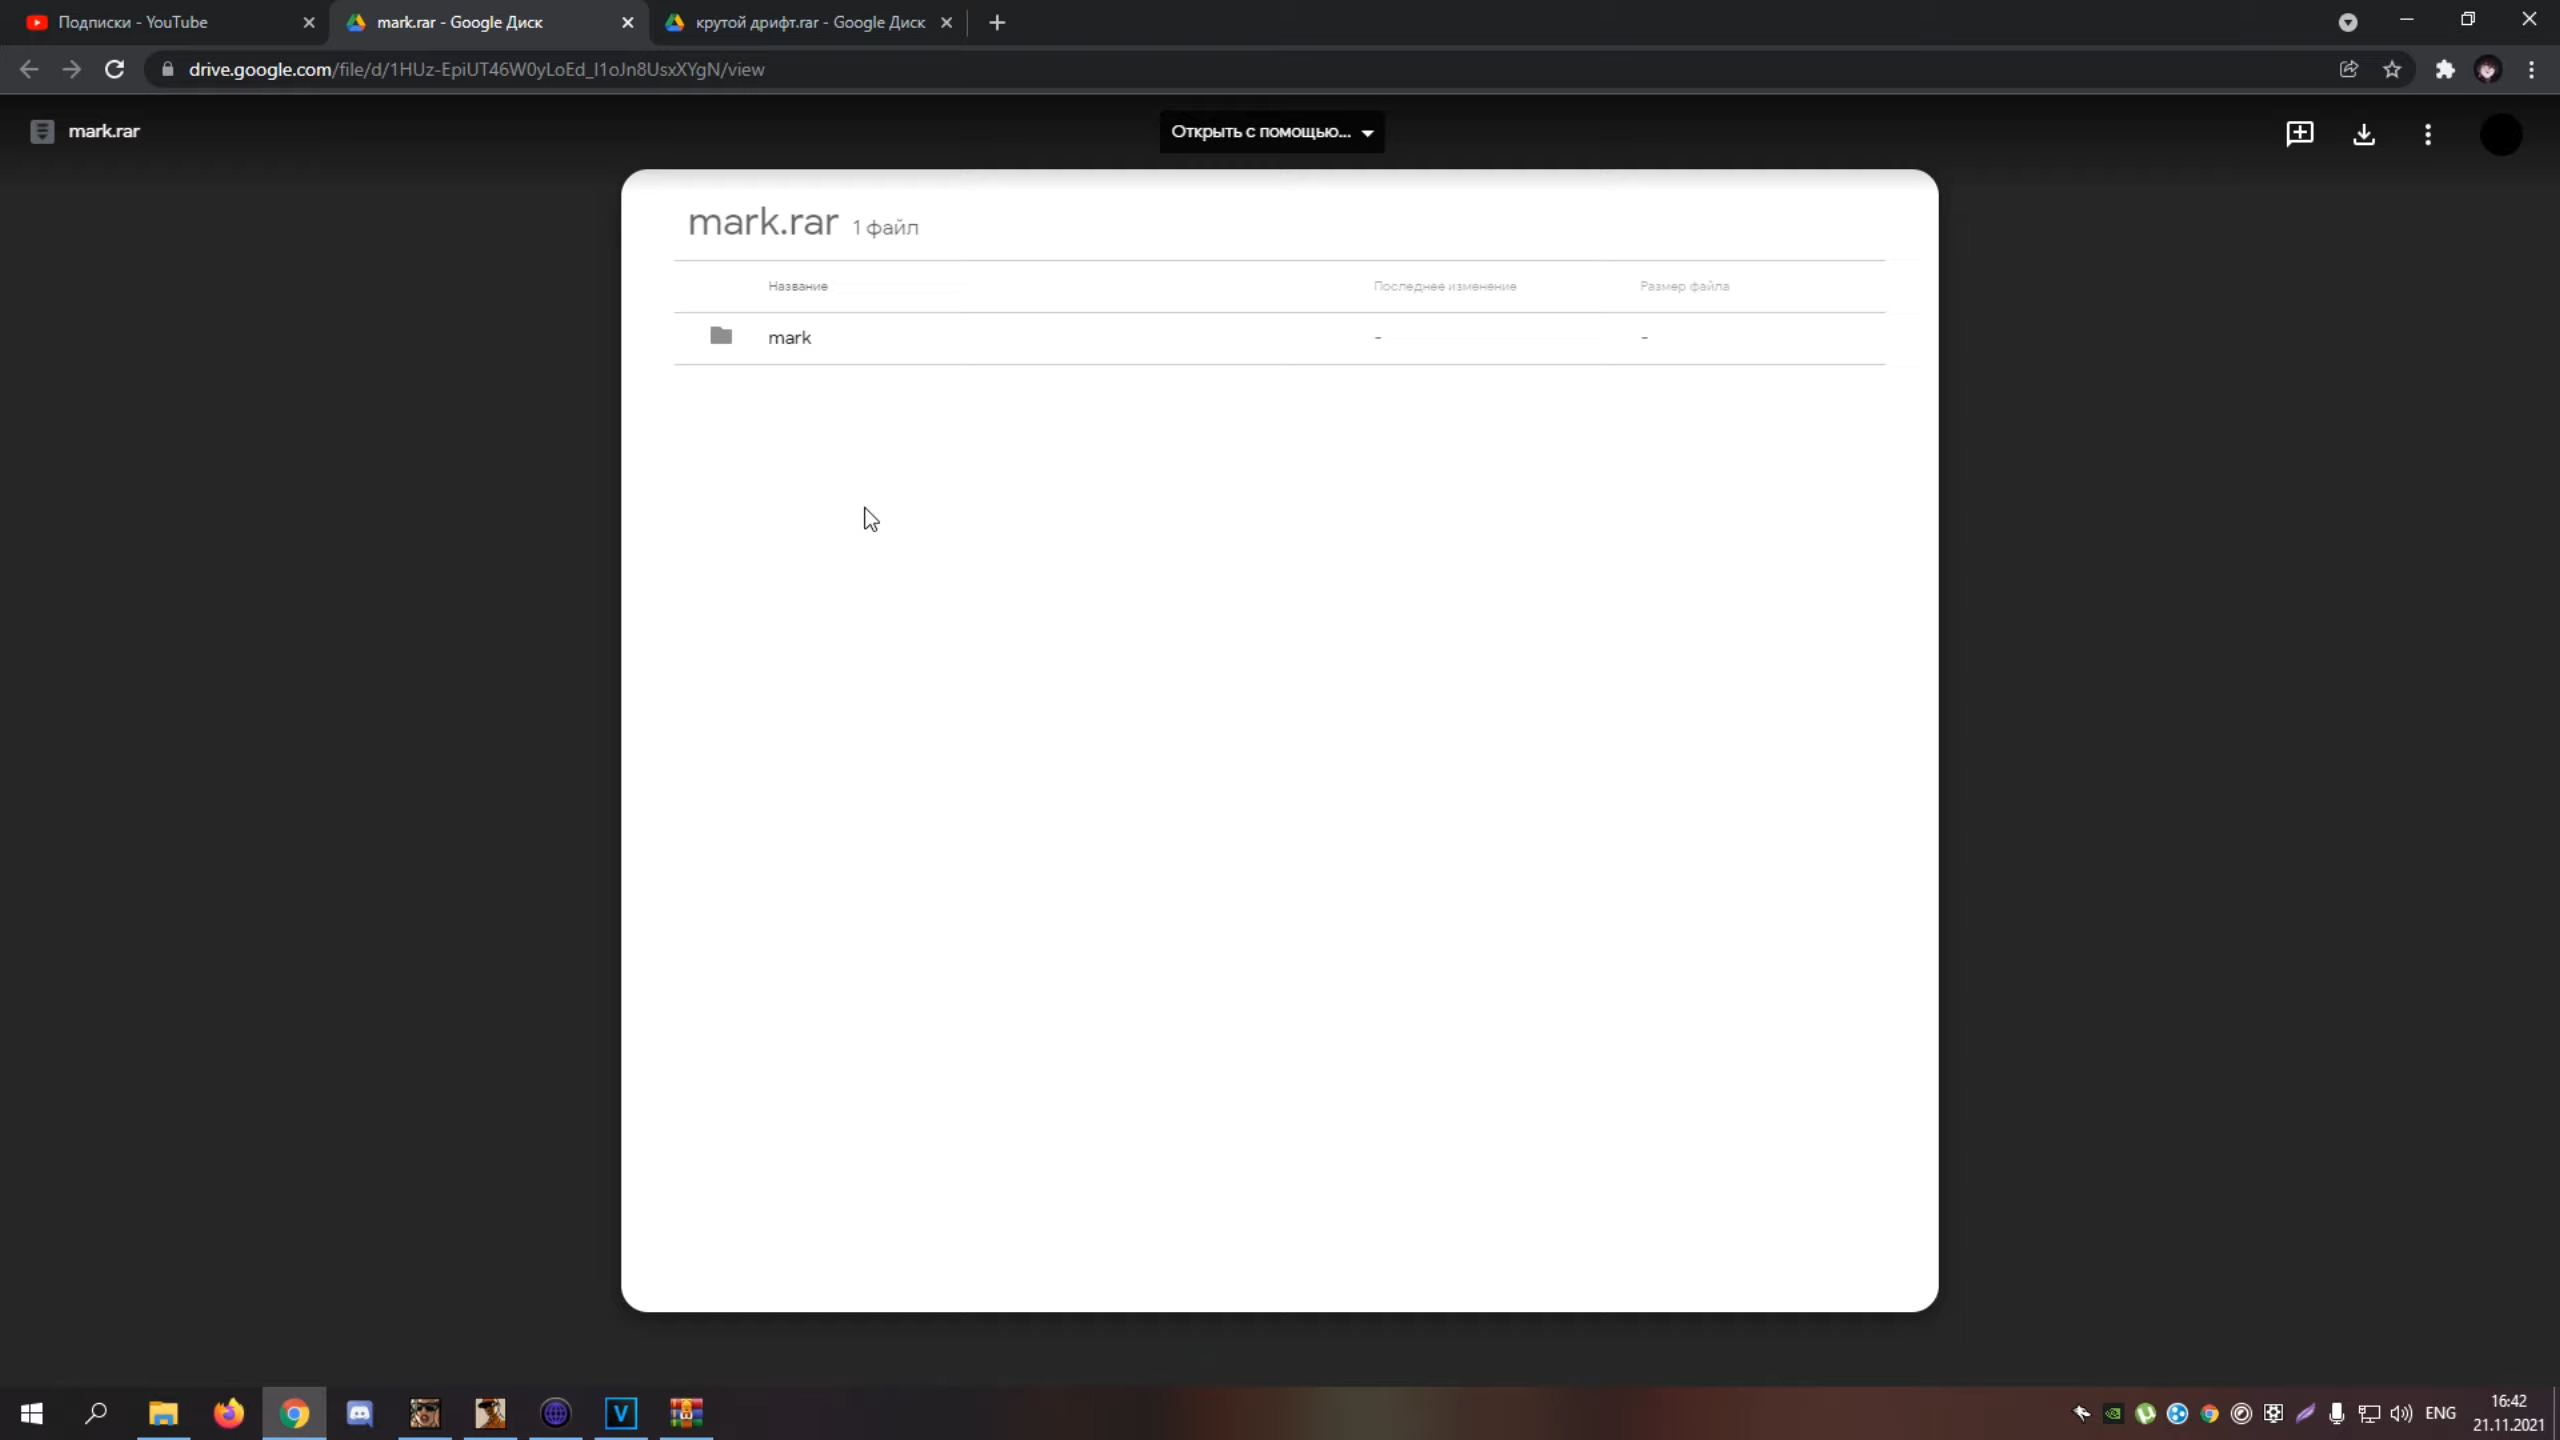 Подписки - YouTube
mark.rar - Google Диск
крутой дрифт.rar - Google Диск
drive.google.com/file/d/1HUz-EpiUT46W0yLoEd_l1oJn8UsxXYgN/view
mark.rar
Открыть с помощью...
mark.rar 1 файл
Название Последнее изменение Размер файла
mark - -
V
ENG
16:42
21.11.2021